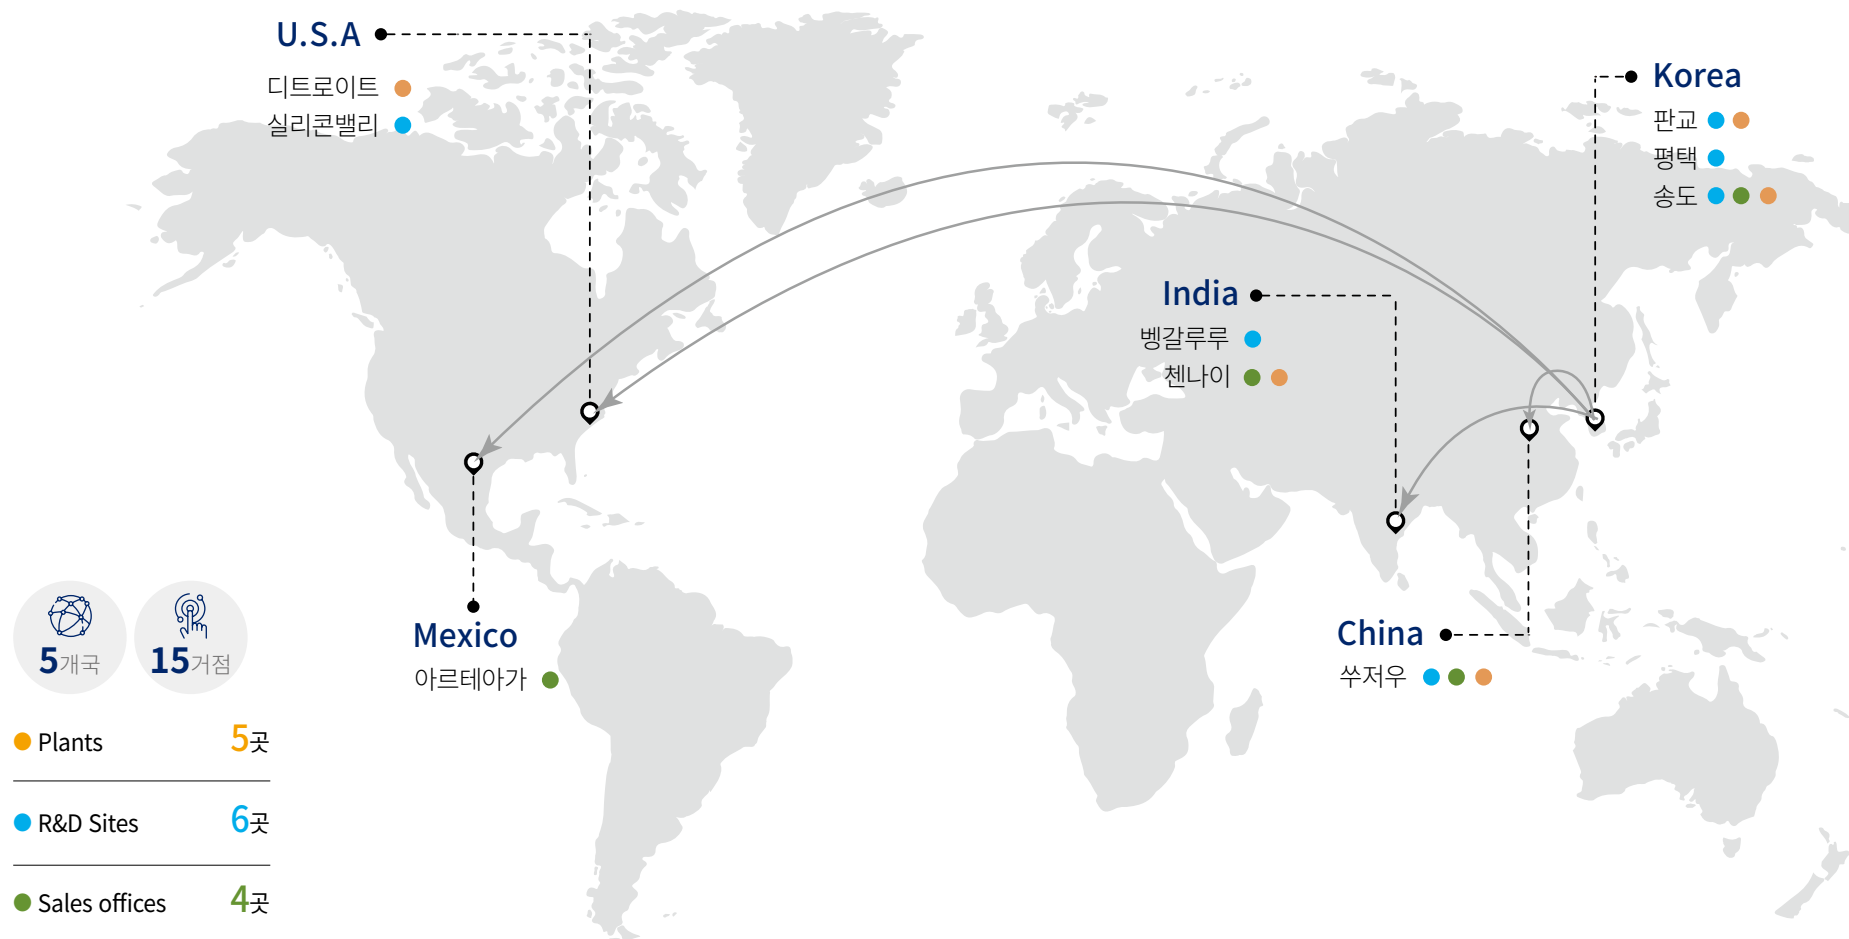 U.S.A
디트로이트
실리콘밸리
Korea
판교
평택
송도
India
벵갈루루
첸나이
Mexico
아르테아가
China
쑤저우
5개국
15거점
Plants 5곳
R&D Sites 6곳
Sales offices 4곳